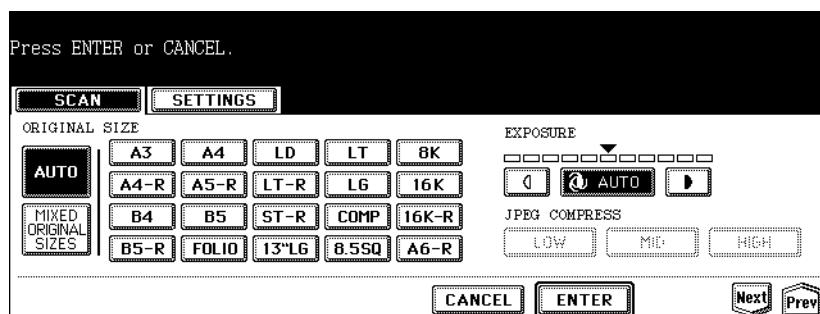 Press ENTER or CANCEL.
SCAN SETTINGS
ORIGINAL SIZE
AUTO
MIXED
ORIGINAL
SIZES
A3 A4 LD LT 8K
A4-R A5-R LT-R LG 16K
B4 B5 ST-R COMP 16K-R
B5-R FOLIO 13"LG 8.5SQ A6-R
EXPOSURE
AUTO
JPEG COMPRESS
LOW MID HIGH
CANCEL ENTER Next Prev